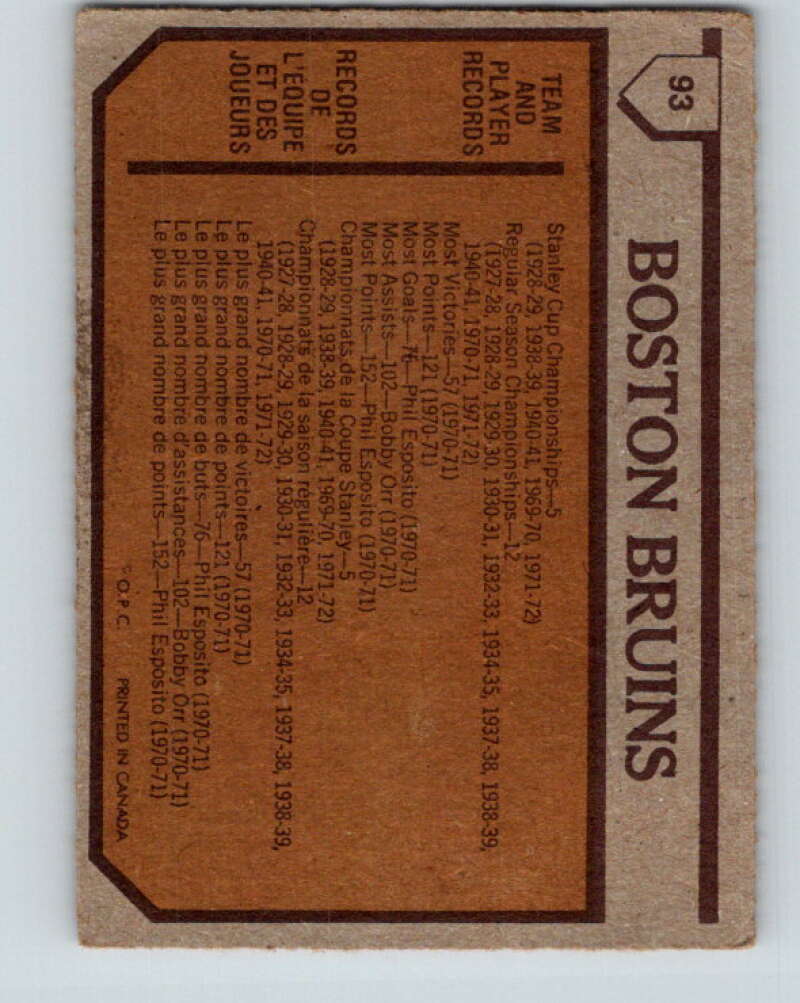 93
BOSTON BRUINS
TEAM
AND
PLAYER
RECORDS
Stanley Cup Championships—5
(1928-29, 1938-39, 1940-41, 1969-70, 1971-72)
Regular Season Championships—12
(1927-28, 1928-29, 1929-30, 1930-31, 1932-33, 1934-35, 1937-38, 1938-39,
1940-41, 1970-71, 1971-72)
Most Victories—57 (1970-71)
Most Points—121 (1970-71)
Most Goals—76—Phil Esposito (1970-71)
Most Assists—102—Bobby Orr (1970-71)
Most Points—152—Phil Esposito (1970-71)
RECORDS
DE
L'ÉQUIPE
ET DES
JOUEURS
Championnats de la Coupe Stanley—5
(1928-29, 1938-39, 1940-41, 1969-70, 1971-72)
Championnats de la saison régulière—12
(1927-28, 1928-29, 1929-30, 1930-31, 1932-33, 1934-35, 1937-38, 1938-39,
1940-41, 1970-71, 1971-72)
Le plus grand nombre de victoires—57 (1970-71)
Le plus grand nombre de points—121 (1970-71)
Le plus grand nombre de buts—76—Phil Esposito (1970-71)
Le plus grand nombre d'assistances—102—Bobby Orr (1970-71)
Le plus grand nombre de points—152—Phil Esposito (1970-71)
© O.P.C. PRINTED IN CANADA